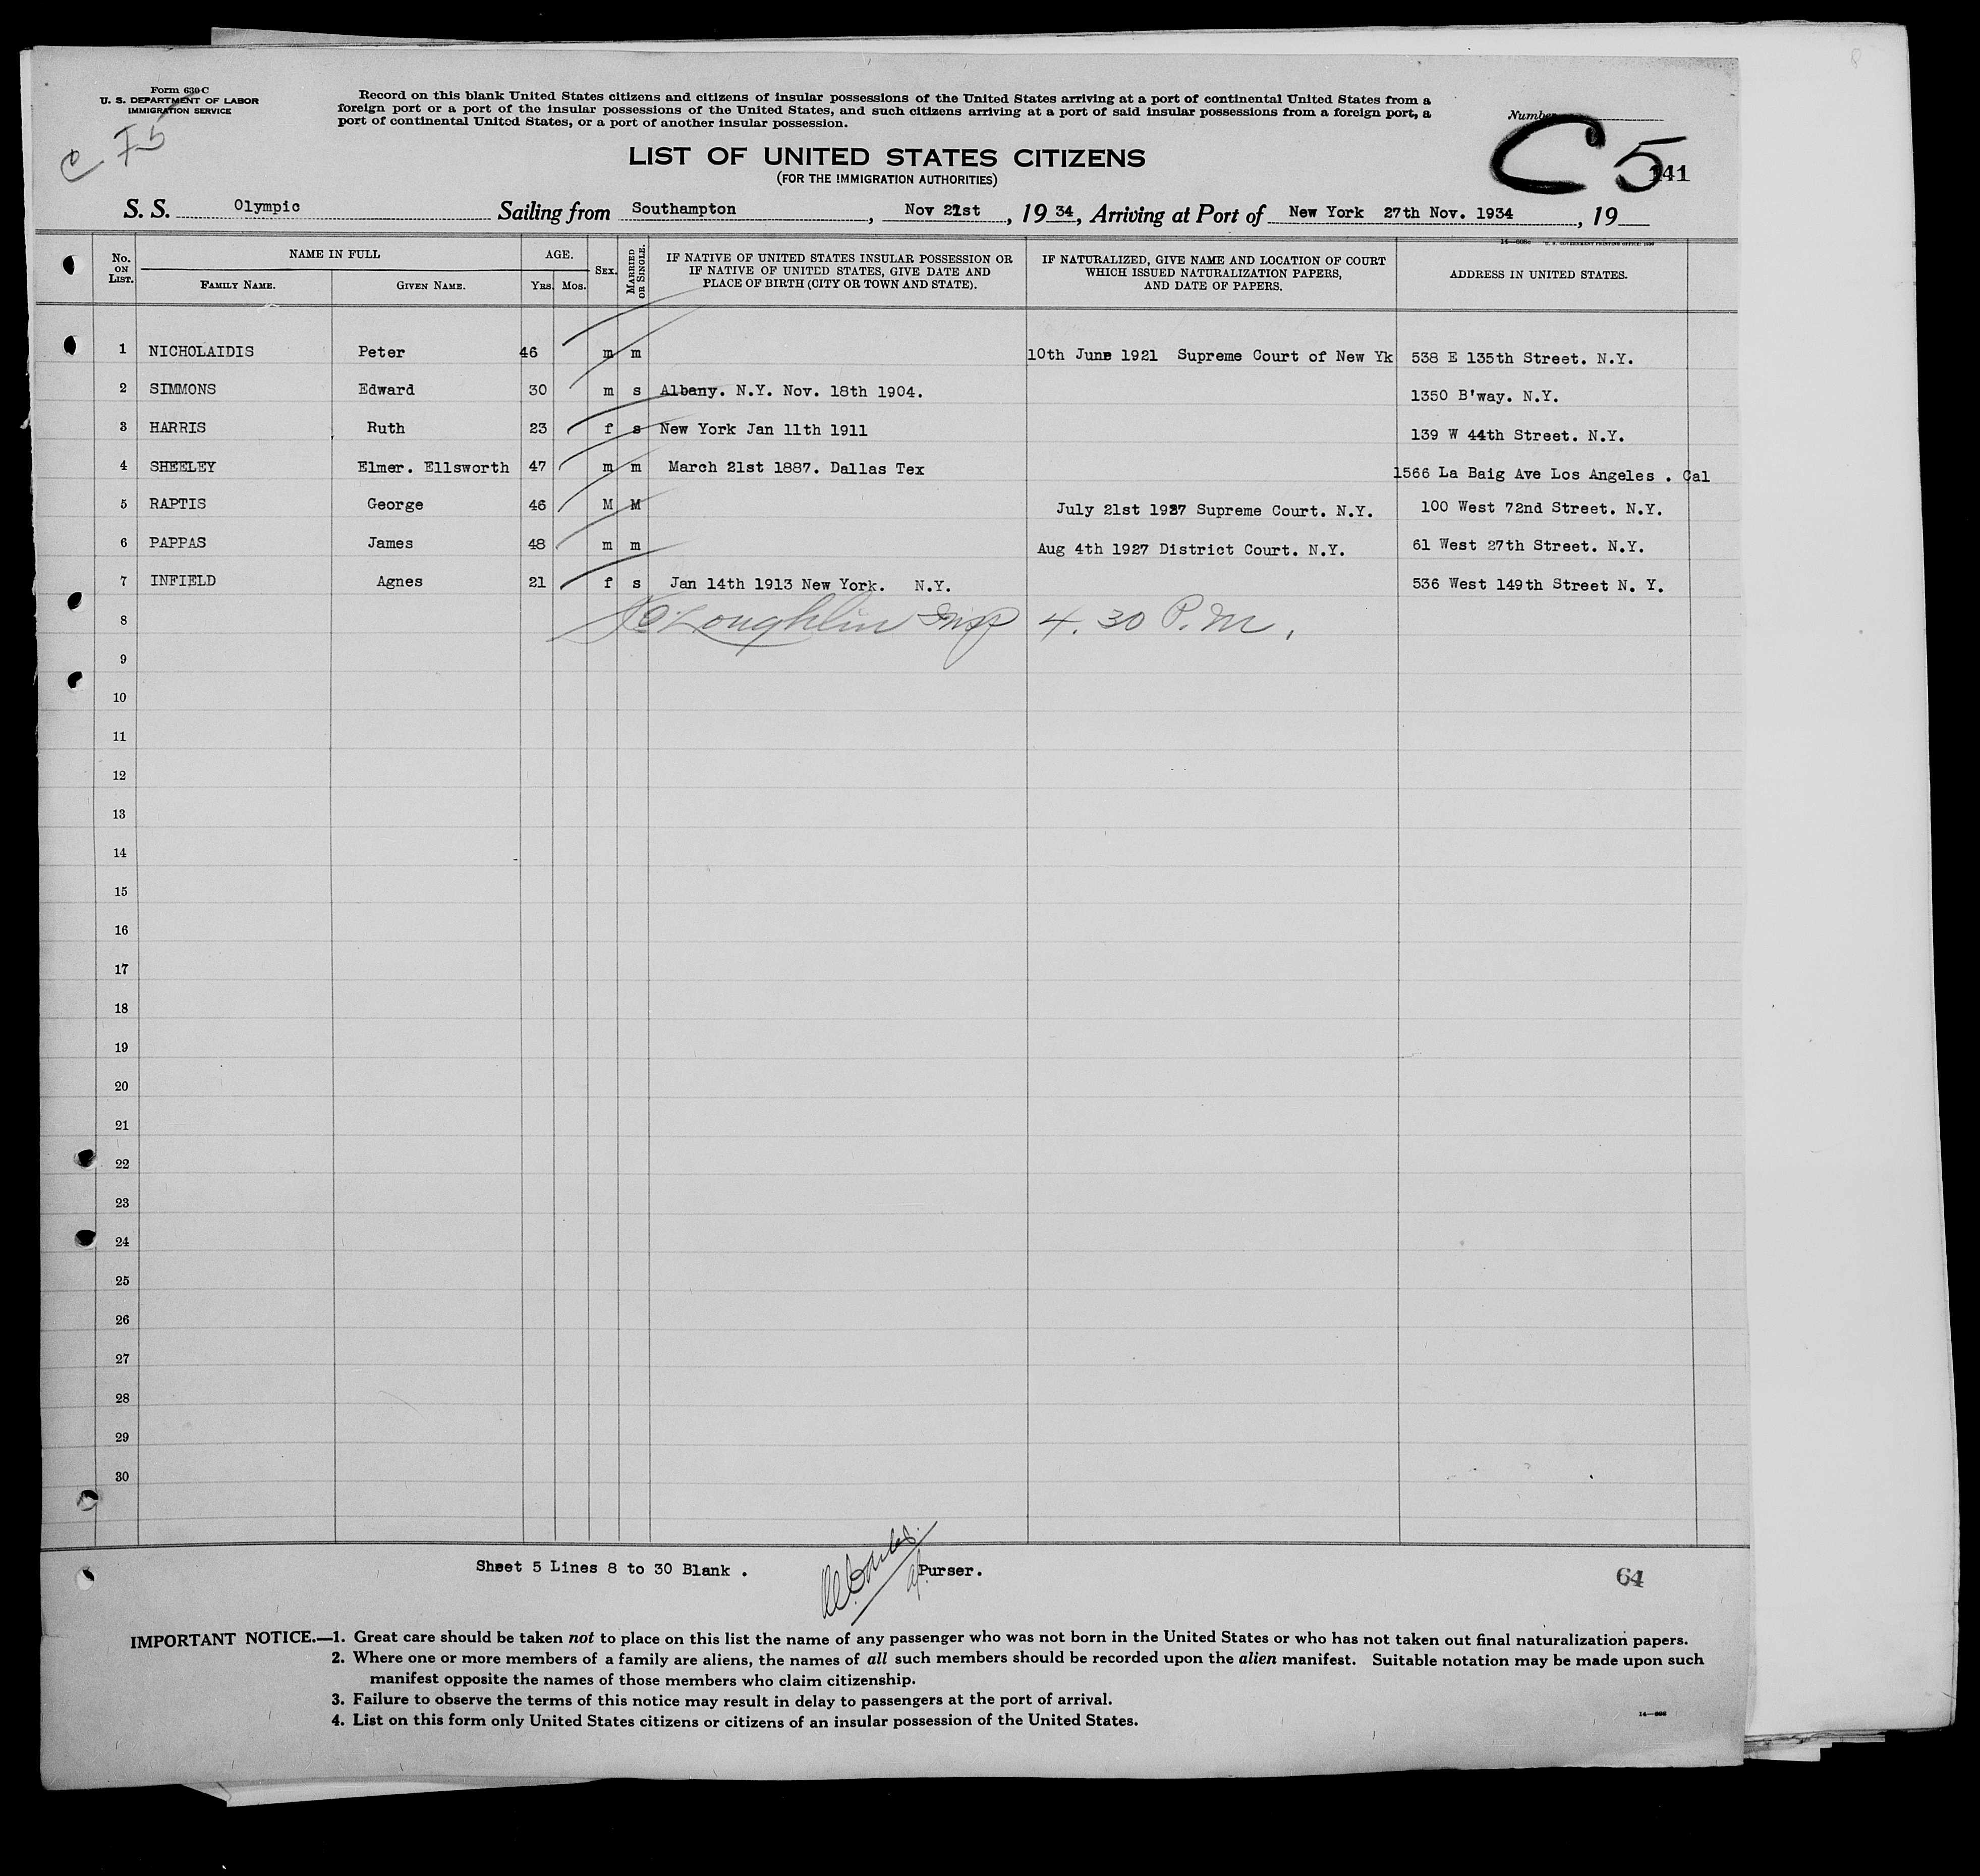 Form 630 C
U. S. DEPARTMENT OF LABOR
IMMIGRATION SERVICE
C F5
Record on this blank United States citizens and citizens of insular possessions of the United States arriving at a port of continental United States from a
foreign port or a port of the insular possessions of the United States, and such citizens arriving at a port of said insular possessions from a foreign port, a
port of continental United States, or a port of another insular possession.
Number
C 5
141
LIST OF UNITED STATES CITIZENS
(FOR THE IMMIGRATION AUTHORITIES)
S. S. Olympic Sailing from Southampton, Nov 21st, 19 34, Arriving at Port of New York 27th Nov. 1934, 19
No. ON LIST. NAME IN FULL FAMILY NAME. GIVEN NAME. AGE. YRS. MOS. SEX. MARRIED OR SINGLE. IF NATIVE OF UNITED STATES INSULAR POSSESSION OR IF NATIVE OF UNITED STATES, GIVE DATE AND PLACE OF BIRTH (CITY OR TOWN AND STATE). IF NATURALIZED, GIVE NAME AND LOCATION OF COURT WHICH ISSUED NATURALIZATION PAPERS, AND DATE OF PAPERS. ADDRESS IN UNITED STATES.
1 NICHOLAIDIS Peter 46 m m 10th June 1921 Supreme Court of New Yk 538 E 135th Street. N.Y.
2 SIMMONS Edward 30 m s Albany. N.Y. Nov. 18th 1904. 1350 B'way. N.Y.
3 HARRIS Ruth 23 f s New York Jan 11th 1911 139 W 44th Street. N.Y.
4 SHEELEY Elmer. Ellsworth 47 m m March 21st 1887. Dallas Tex 1566 La Baig Ave Los Angeles . Cal
5 RAPTIS George 46 M M July 21st 1927 Supreme Court. N.Y. 100 West 72nd Street. N.Y.
6 PAPPAS James 48 m m Aug 4th 1927 District Court. N.Y. 61 West 27th Street. N.Y.
7 INFIELD Agnes 21 f s Jan 14th 1913 New York. N.Y. 536 West 149th Street N. Y.
8 O'Loughlin Insp 4.30 P.M.
9
10
11
12
13
14
15
16
17
18
19
20
21
22
23
24
25
26
27
28
29
30
Sheet 5 Lines 8 to 30 Blank . Purser.
64
IMPORTANT NOTICE.—1. Great care should be taken not to place on this list the name of any passenger who was not born in the United States or who has not taken out final naturalization papers.
2. Where one or more members of a family are aliens, the names of all such members should be recorded upon the alien manifest. Suitable notation may be made upon such
manifest opposite the names of those members who claim citizenship.
3. Failure to observe the terms of this notice may result in delay to passengers at the port of arrival.
4. List on this form only United States citizens or citizens of an insular possession of the United States.